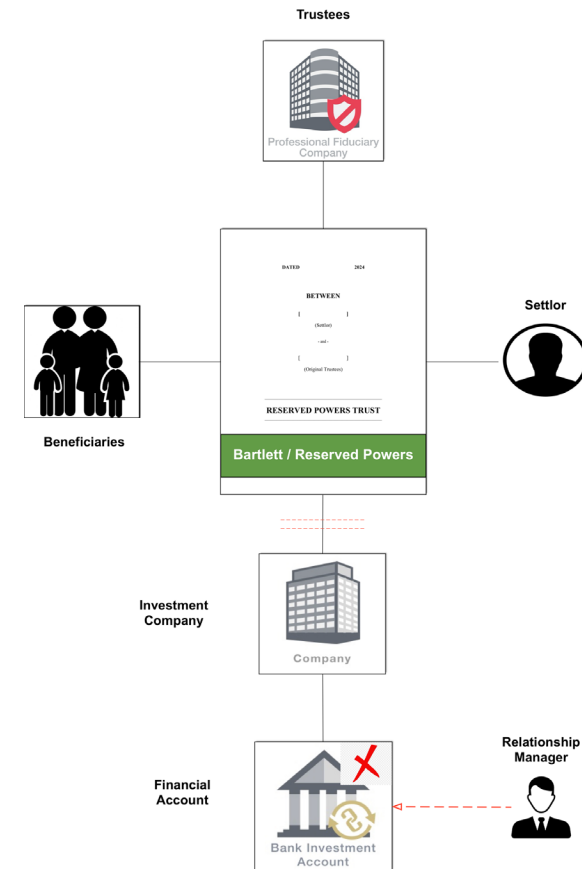 Trustees
Professional Fiduciary
Company
DATED 2024
BETWEEN
[ ]
(Settlor)
- and -
[ ]
(Original Trustees)
RESERVED POWERS TRUST
Bartlett / Reserved Powers
Settlor
Beneficiaries
Investment
Company
Company
Relationship
Manager
Financial
Account
Bank Investment
Account